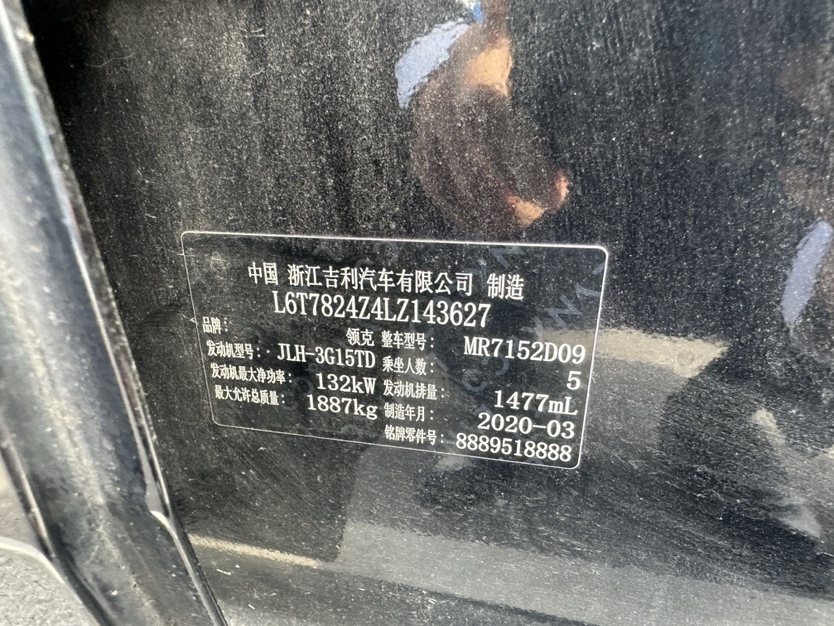 中国 浙江吉利汽车有限公司 制造
L6T7824Z4LZ143627
品牌： 领克 整车型号： MR7152D09
发动机型号： JLH-3G15TD 乘坐人数： 5
发动机最大净功率： 132kW 发动机排量： 1477mL
最大允许总质量： 1887kg 制造年月： 2020-03
铭牌零件号： 8889518888